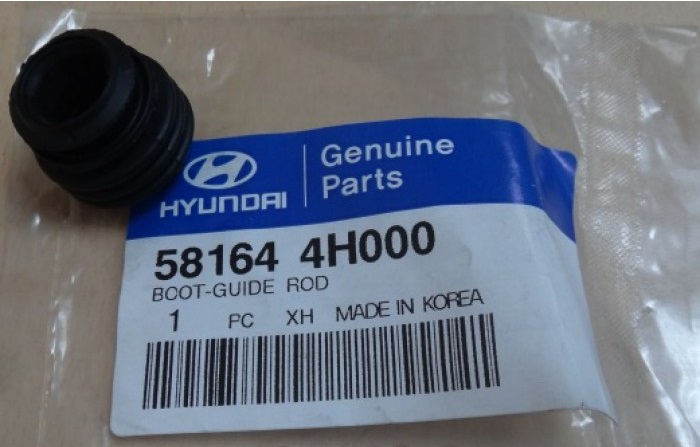 Genuine
Parts
HYUNDAI
58164 4H000
BOOT-GUIDE ROD
1 PC XH MADE IN KOREA